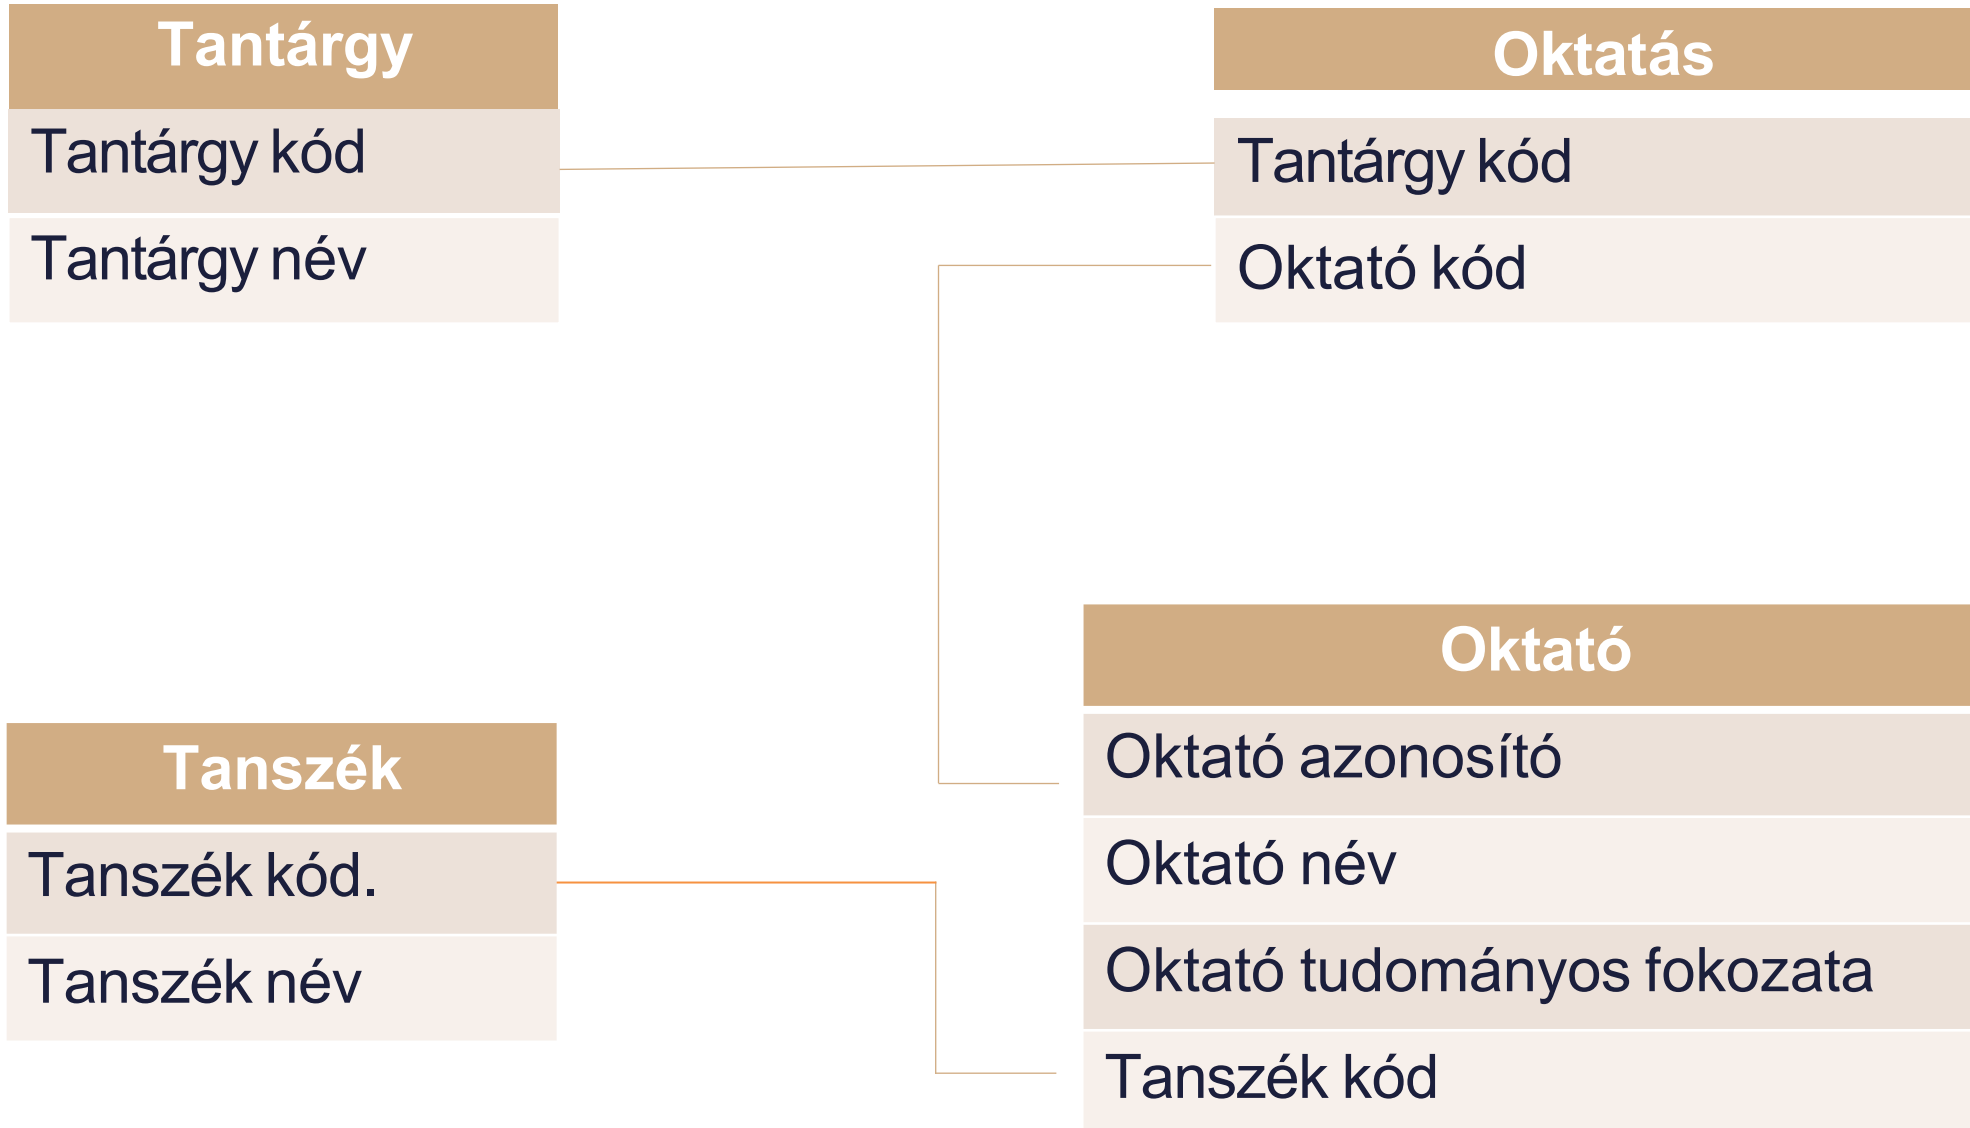 Tantárgy
Tantárgy kód
Tantárgy név
Oktatás
Tantárgy kód
Oktató kód
Tanszék
Tanszék kód.
Tanszék név
Oktató
Oktató azonosító
Oktató név
Oktató tudományos fokozata
Tanszék kód